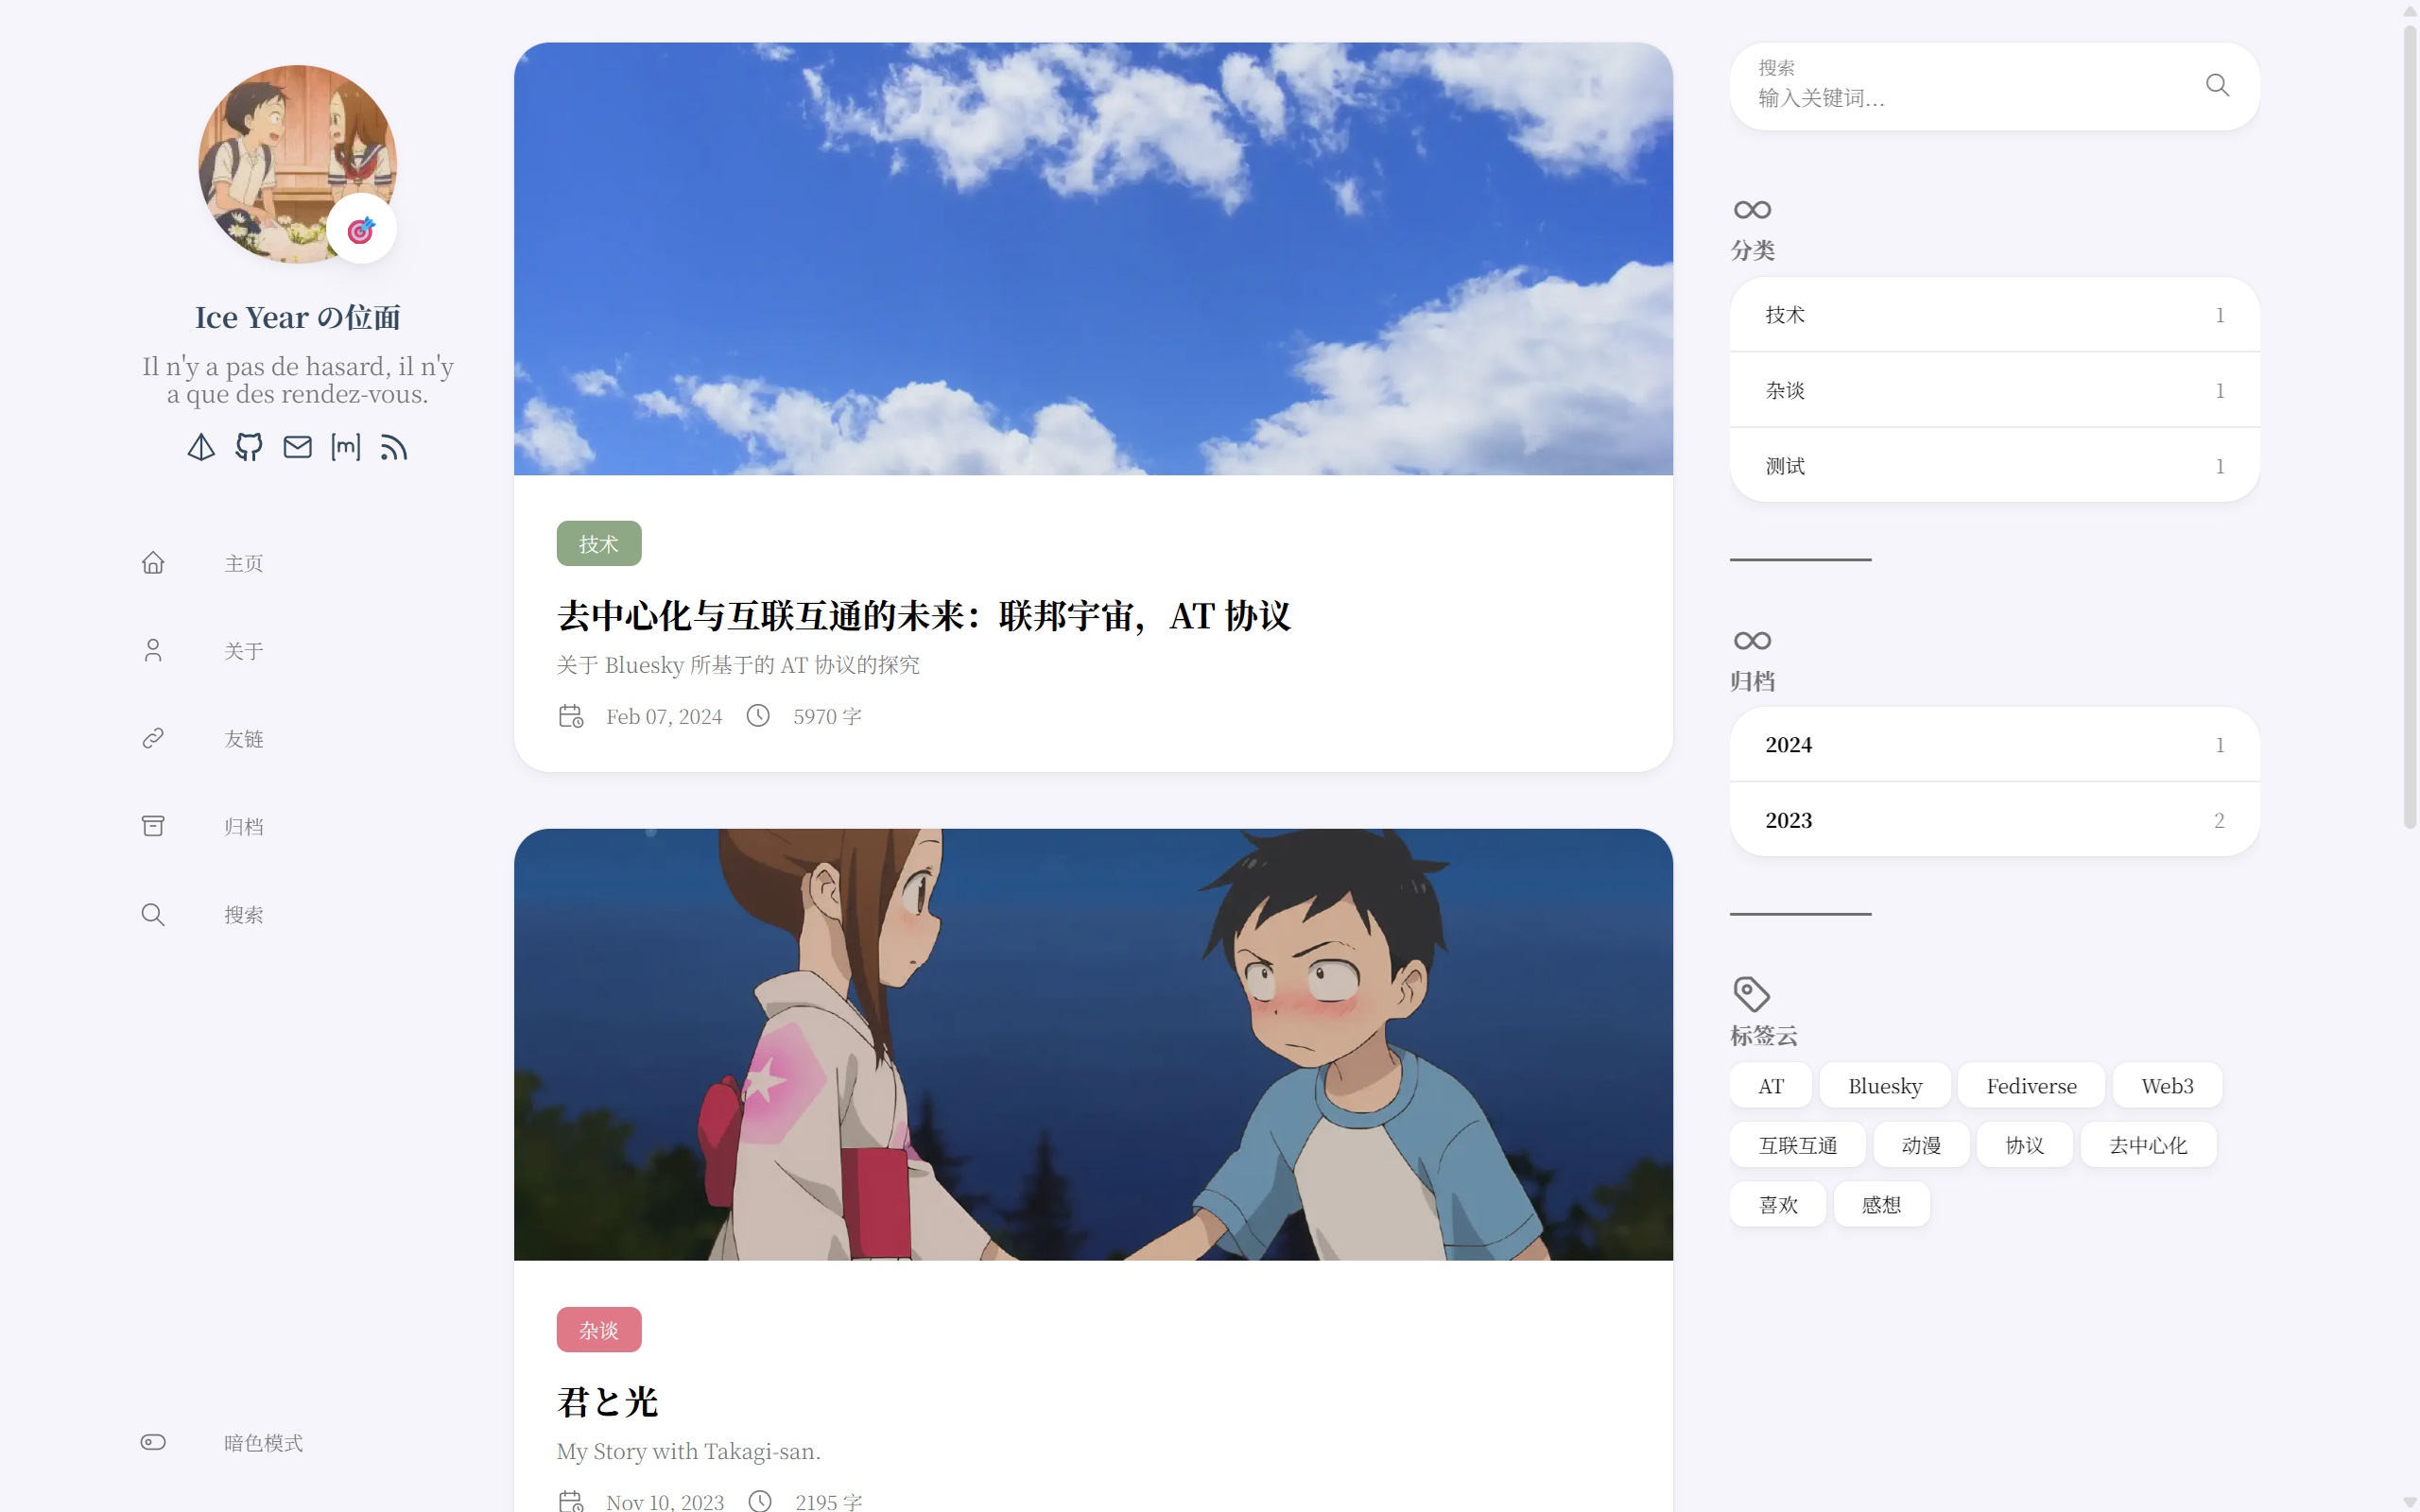 Ice Year の位面
Il n'y a pas de hasard, il n'y
a que des rendez-vous.
[m]
主页
关于
友链
归档
搜索
暗色模式
技术
去中心化与互联互通的未来：联邦宇宙，AT 协议
关于 Bluesky 所基于的 AT 协议的探究
Feb 07, 2024 5970 字
杂谈
君と光
My Story with Takagi-san.
Nov 10, 2023 2195 字
搜索
输入关键词...
分类
技术 1
杂谈 1
测试 1
归档
2024 1
2023 2
标签云
AT Bluesky Fediverse Web3
互联互通 动漫 协议 去中心化
喜欢 感想